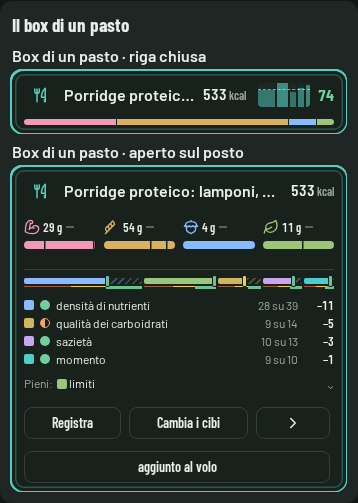 Il box di un pasto
Box di un pasto · riga chiusa
Porridge proteic... 533 kcal 74
Box di un pasto · aperto sul posto
Porridge proteico: lamponi, ... 533 kcal
29 g — 54 g — 4 g — 11 g —
densità di nutrienti 28 su 39 −11
qualità dei carboidrati 9 su 14 −5
sazietà 10 su 13 −3
momento 9 su 10 −1
Pieni: limiti
Registra Cambia i cibi
aggiunto al volo